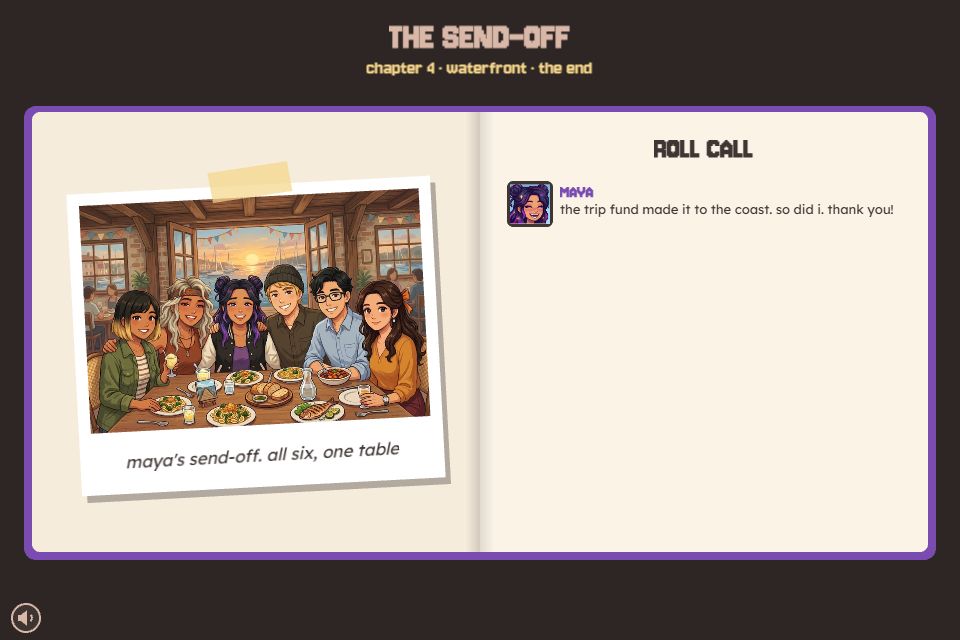 THE SEND-OFF
chapter 4 · waterfront · the end
maya's send-off. all six, one table
ROLL CALL
MAYA
the trip fund made it to the coast. so did i. thank you!